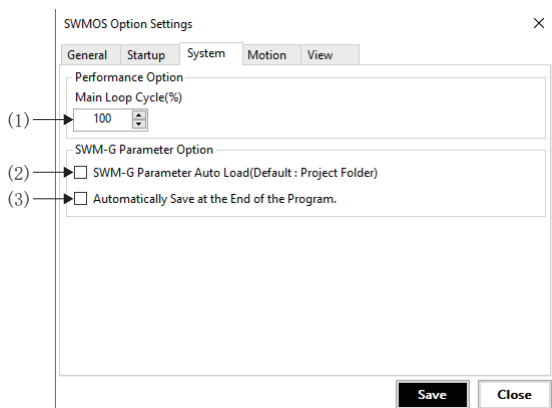 SWMOS Option Settings
General Startup System Motion View
Performance Option
Main Loop Cycle(%)
(1) 100
SWM-G Parameter Option
(2) SWM-G Parameter Auto Load(Default : Project Folder)
(3) Automatically Save at the End of the Program.
Save Close